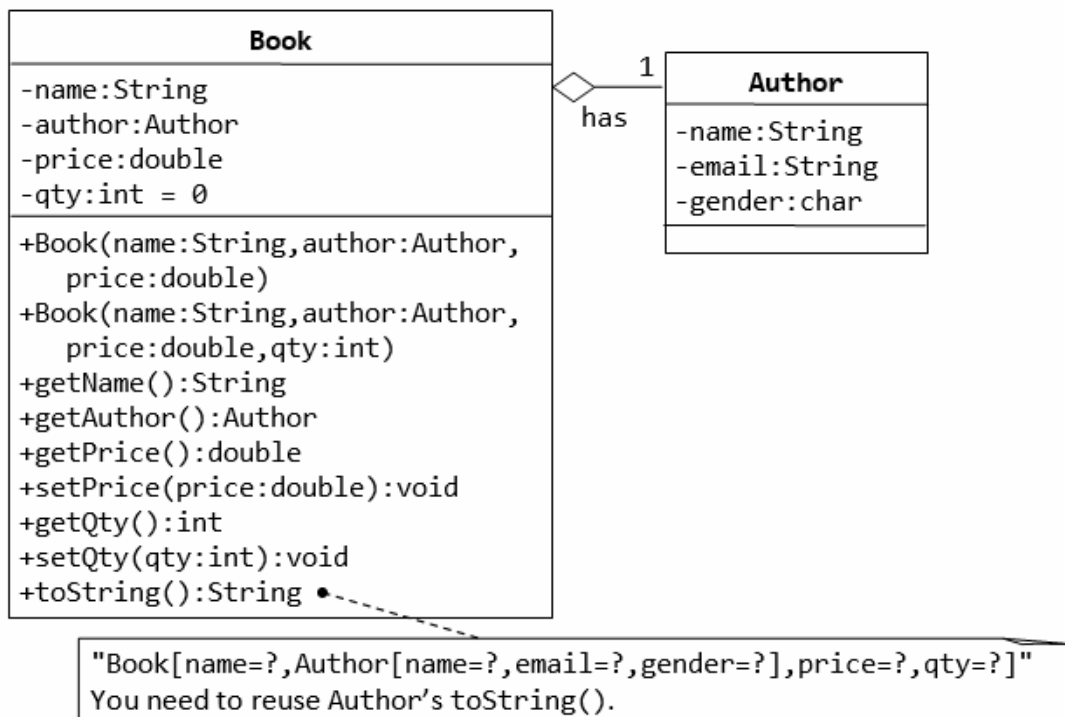 Book
-name:String
-author:Author
-price:double
-qty:int = 0
+Book(name:String,author:Author,
price:double)
+Book(name:String,author:Author,
price:double,qty:int)
+getName():String
+getAuthor():Author
+getPrice():double
+setPrice(price:double):void
+getQty():int
+setQty(qty:int):void
+toString():String
1
has
Author
-name:String
-email:String
-gender:char
"Book[name=?,Author[name=?,email=?,gender=?],price=?,qty=?]"
You need to reuse Author's toString().